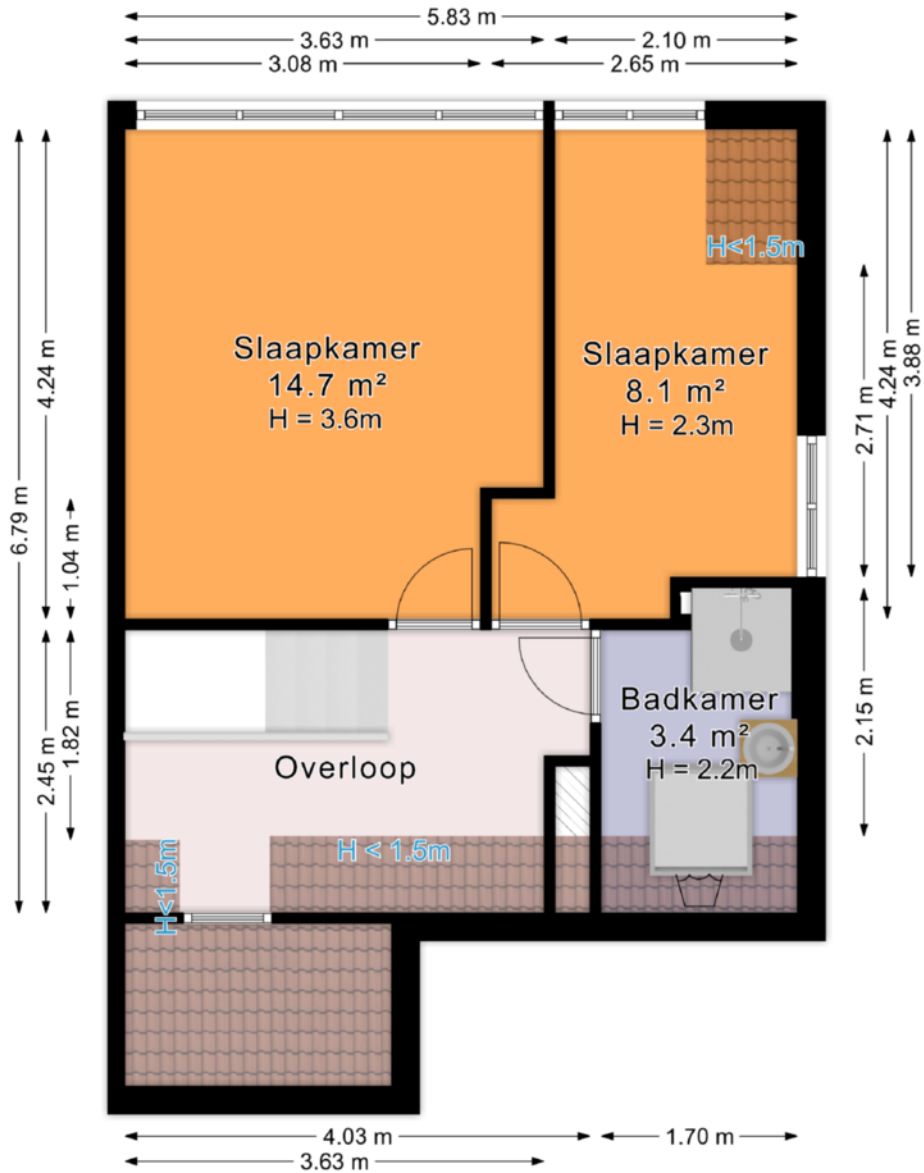 5.83 m
3.63 m
2.10 m
3.08 m
2.65 m
H<1.5m
Slaapkamer
14.7 m²
H = 3.6m
Slaapkamer
8.1 m²
H = 2.3m
4.24 m
6.79 m
1.04 m
4.24 m
3.88 m
2.71 m
Badkamer
3.4 m²
H = 2.2m
Overloop
2.45 m
1.82 m
2.15 m
H<1.5m
H < 1.5m
4.03 m
1.70 m
3.63 m